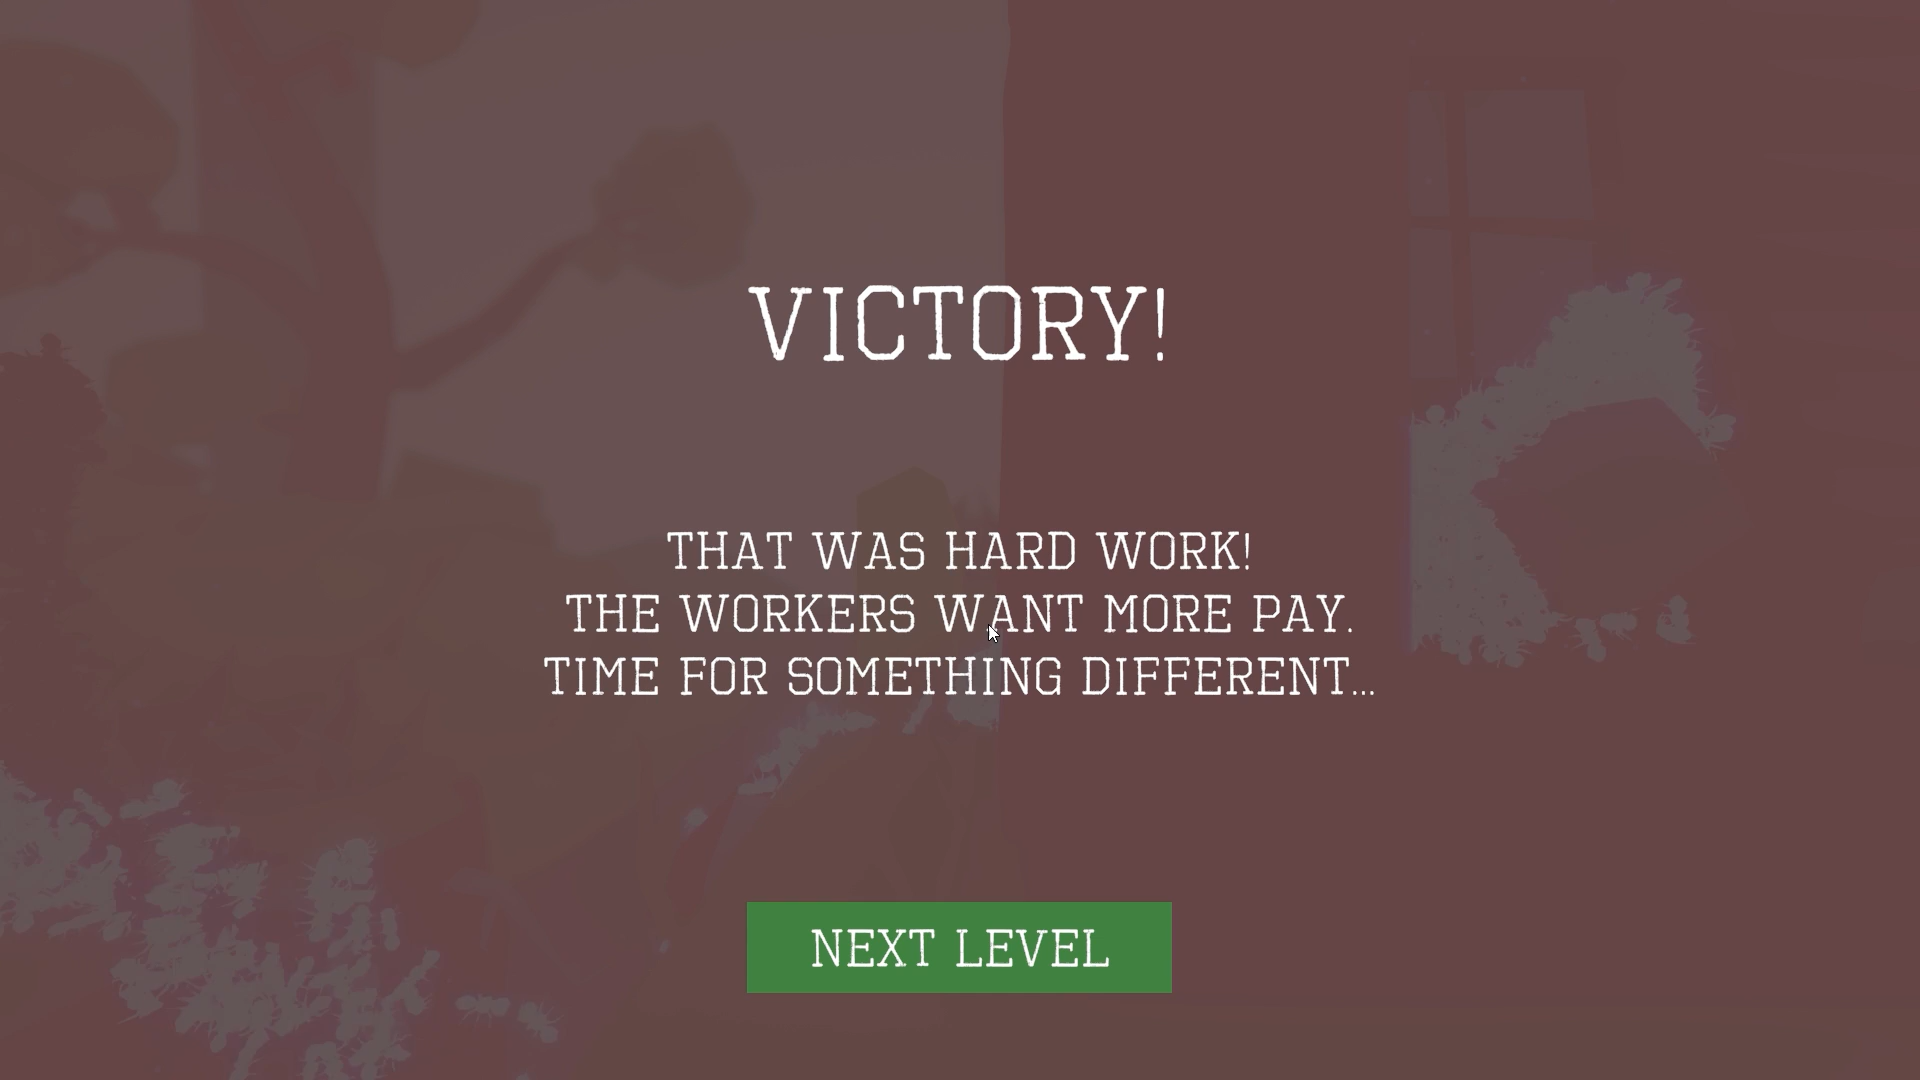 VICTORY!
THAT WAS HARD WORK!
THE WORKERS WANT MORE PAY.
TIME FOR SOMETHING DIFFERENT...
NEXT LEVEL